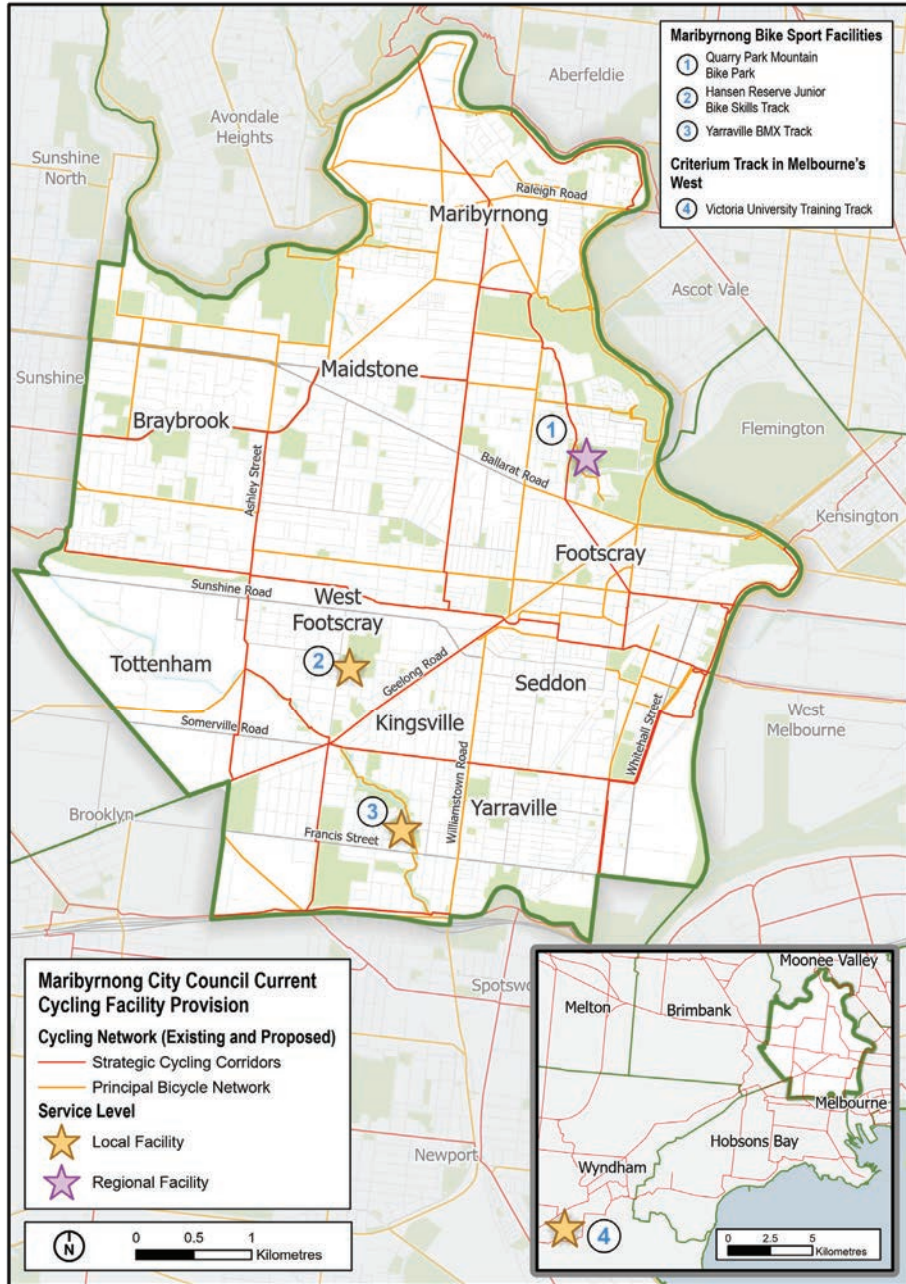 Maribyrnong Bike Sport Facilities
1 Quarry Park Mountain
Bike Park
2 Hansen Reserve Junior
Bike Skills Track
3 Yarraville BMX Track
Criterium Track in Melbourne's
West
4 Victoria University Training Track
Aberfeldie
Avondale
Heights
Sunshine
North
Raleigh Road
Maribyrnong
Ascot Vale
Sunshine
Maidstone
Braybrook
1
Flemington
Ballarat Road
Ashley Street
Kensington
Footscray
Sunshine Road
West
Footscray
2
Tottenham
Geelong Road
Seddon
Kingsville
Somerville Road
Whitehall Street
West
Melbourne
Williamstown Road
Brooklyn
3
Yarraville
Francis Street
Maribyrnong City Council Current
Cycling Facility Provision
Cycling Network (Existing and Proposed)
Strategic Cycling Corridors
Principal Bicycle Network
Service Level
Local Facility
Regional Facility
N
0 0.5 1
Kilometres
Spotsw
Newport
Moonee Valley
Melton
Brimbank
Melbourne
Hobsons Bay
Wyndham
4
0 2.5 5
Kilometres